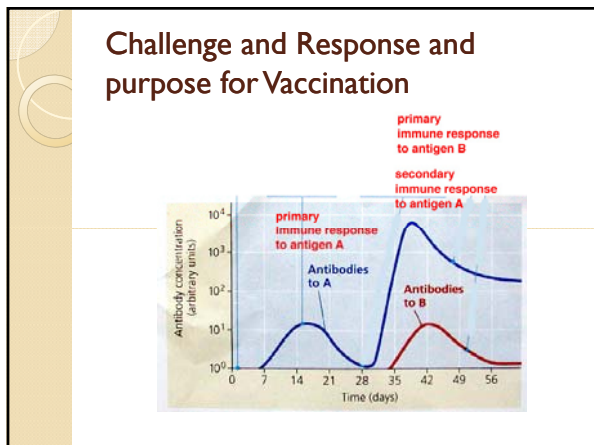 Challenge and Response and
purpose for Vaccination
primary
immune response
to antigen B
secondary
immune response
to antigen A
primary
immune response
to antigen A
Antibody concentration
(arbitrary units)
10⁴
10³
10²
10¹
10⁰
Antibodies
to A
Antibodies
to B
0 7 14 21 28 35 42 49 56
Time (days)